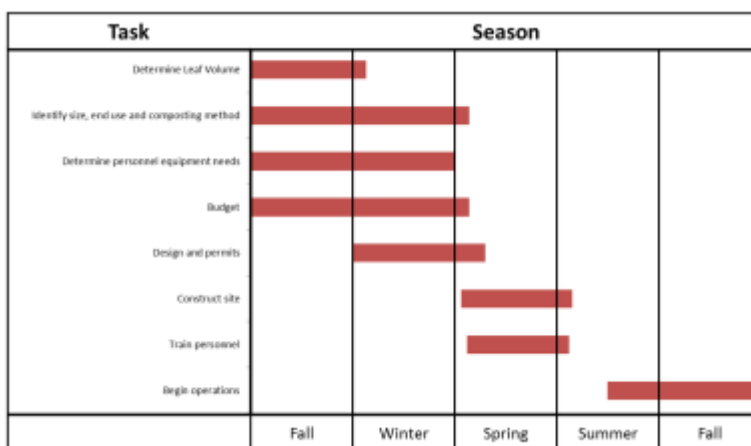 Task Season
Determine Leaf Volume
Identify size, end use and composting method
Determine personnel equipment needs
Budget
Design and permits
Construct site
Train personnel
Begin operations
Fall Winter Spring Summer Fall